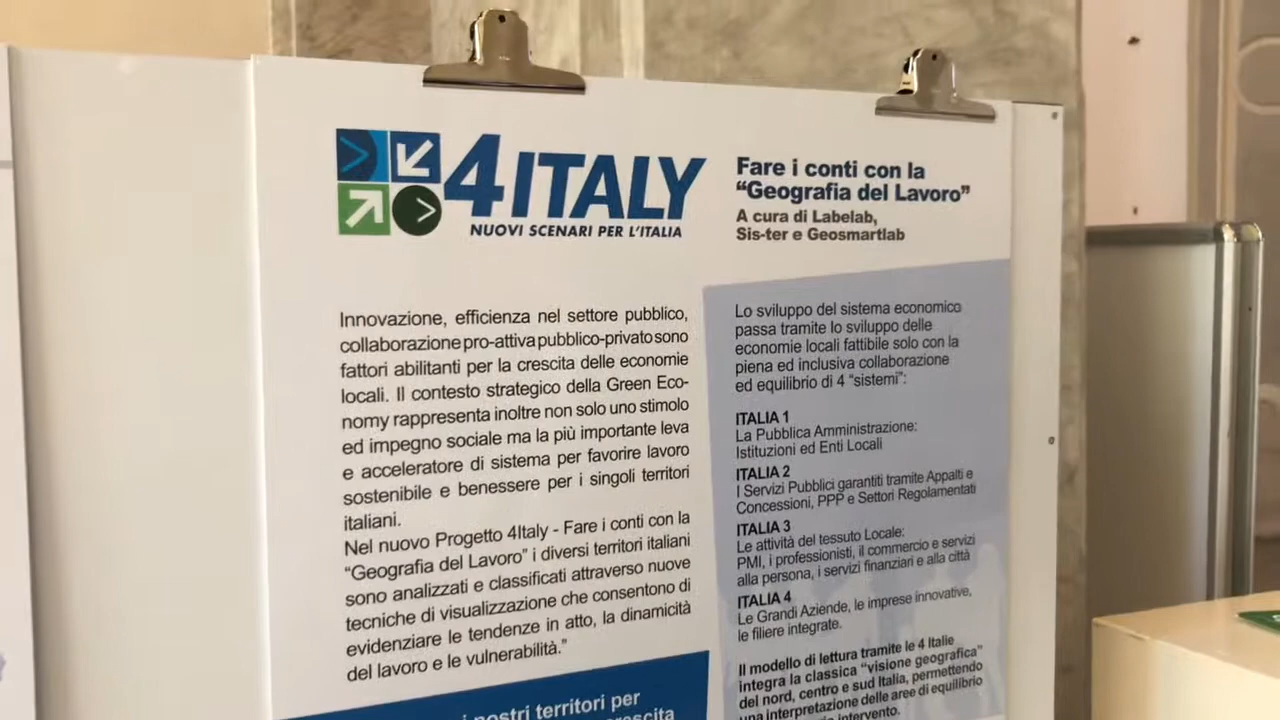 4ITALY
NUOVI SCENARI PER L'ITALIA
Fare i conti con la
“Geografia del Lavoro”
A cura di Labelab,
Sis-ter e Geosmartlab
Innovazione, efficienza nel settore pubblico,
collaborazione pro-attiva pubblico-privato sono
fattori abilitanti per la crescita delle economie
locali. Il contesto strategico della Green Eco-
nomy rappresenta inoltre non solo uno stimolo
ed impegno sociale ma la più importante leva
e acceleratore di sistema per favorire lavoro
sostenibile e benessere per i singoli territori
italiani.
Nel nuovo Progetto 4Italy - Fare i conti con la
“Geografia del Lavoro” i diversi territori italiani
sono analizzati e classificati attraverso nuove
tecniche di visualizzazione che consentono di
evidenziare le tendenze in atto, la dinamicità
del lavoro e le vulnerabilità.”
i nostri territori per
crescita
Lo sviluppo del sistema economico
passa tramite lo sviluppo delle
economie locali fattibile solo con la
piena ed inclusiva collaborazione
ed equilibrio di 4 “sistemi”:
ITALIA 1
La Pubblica Amministrazione:
Istituzioni ed Enti Locali
ITALIA 2
I Servizi Pubblici garantiti tramite Appalti e
Concessioni, PPP e Settori Regolamentati
ITALIA 3
Le attività del tessuto Locale:
PMI, i professionisti, il commercio e servizi
alla persona, i servizi finanziari e alla città
ITALIA 4
Le Grandi Aziende, le imprese innovative,
le filiere integrate.
Il modello di lettura tramite le 4 Italie
integra la classica “visione geografica”
del nord, centro e sud Italia, permettendo
una interpretazione delle aree di equilibrio
intervento.